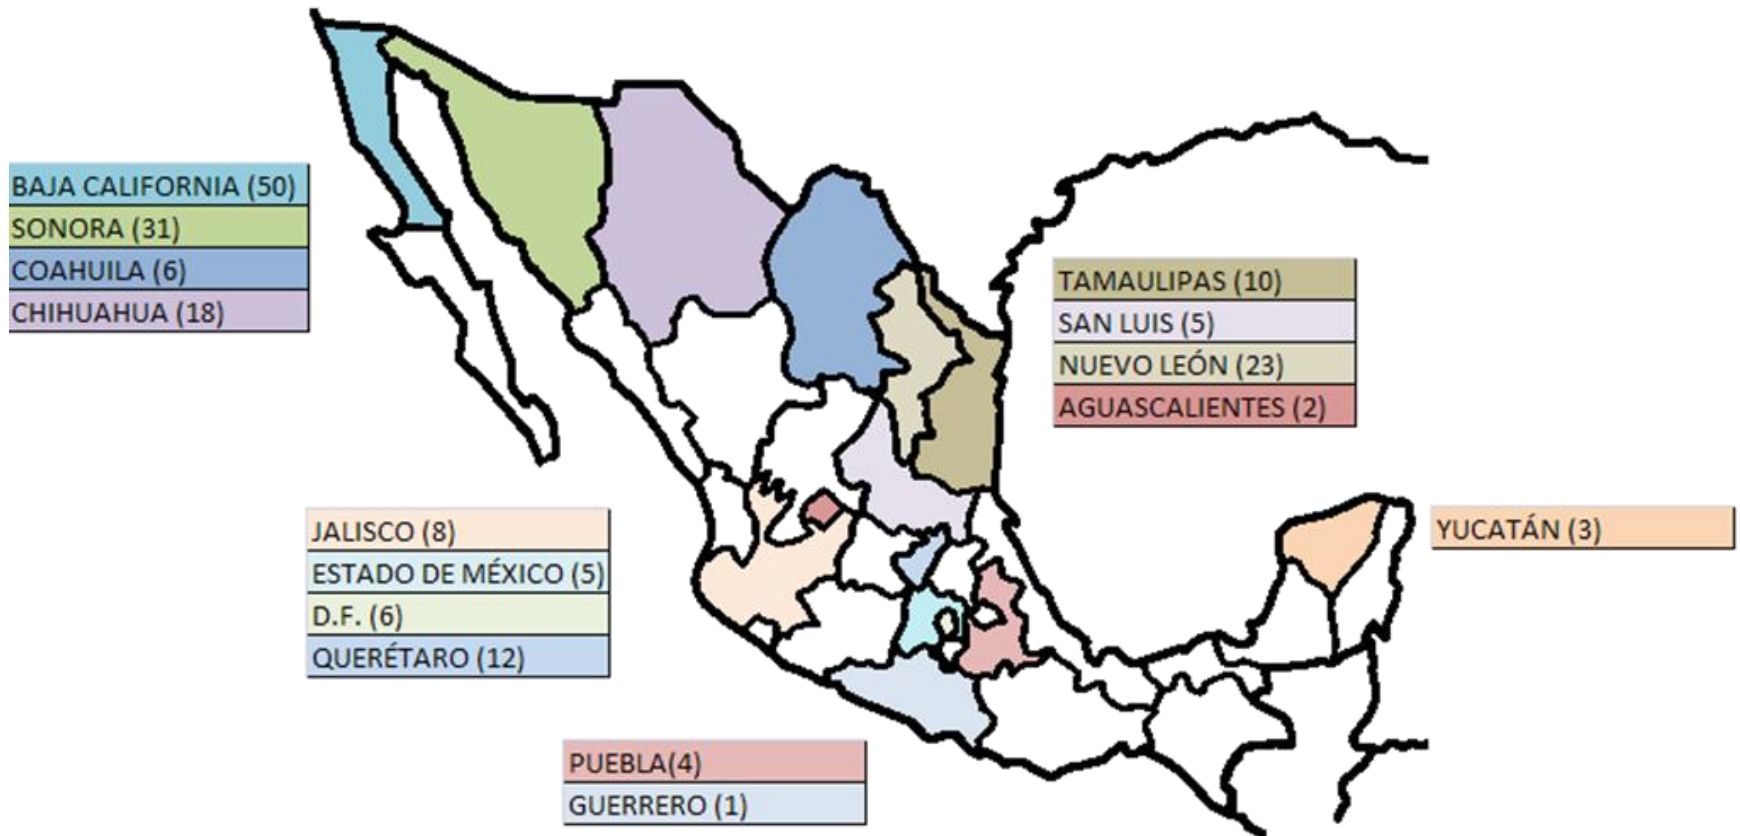 BAJA CALIFORNIA (50)
SONORA (31)
COAHUILA (6)
CHIHUAHUA (18)
TAMAULIPAS (10)
SAN LUIS (5)
NUEVO LEÓN (23)
AGUASCALIENTES (2)
JALISCO (8)
ESTADO DE MÉXICO (5)
D.F. (6)
QUERÉTARO (12)
YUCATÁN (3)
PUEBLA(4)
GUERRERO (1)